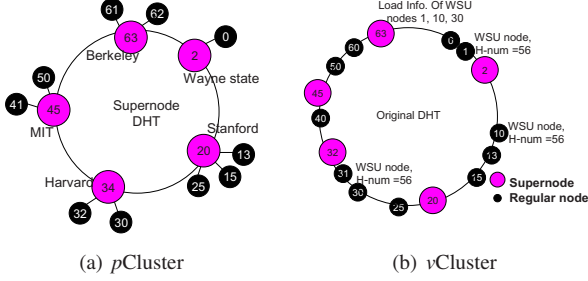 61
62
63
Berkeley
0
2
Wayne state
50
41
45
MIT
Supernode
DHT
Stanford
20
13
15
25
Harvard
34
32
30
(a) pCluster
Load Info. Of WSU
nodes 1, 10, 30
63
6
1
WSU node,
H-num =56
2
60
50
45
40
Original DHT
10
WSU node,
H-num =56
13
32
31
WSU node,
H-num =56
30
15
25
20
Supernode
Regular node
(b) vCluster